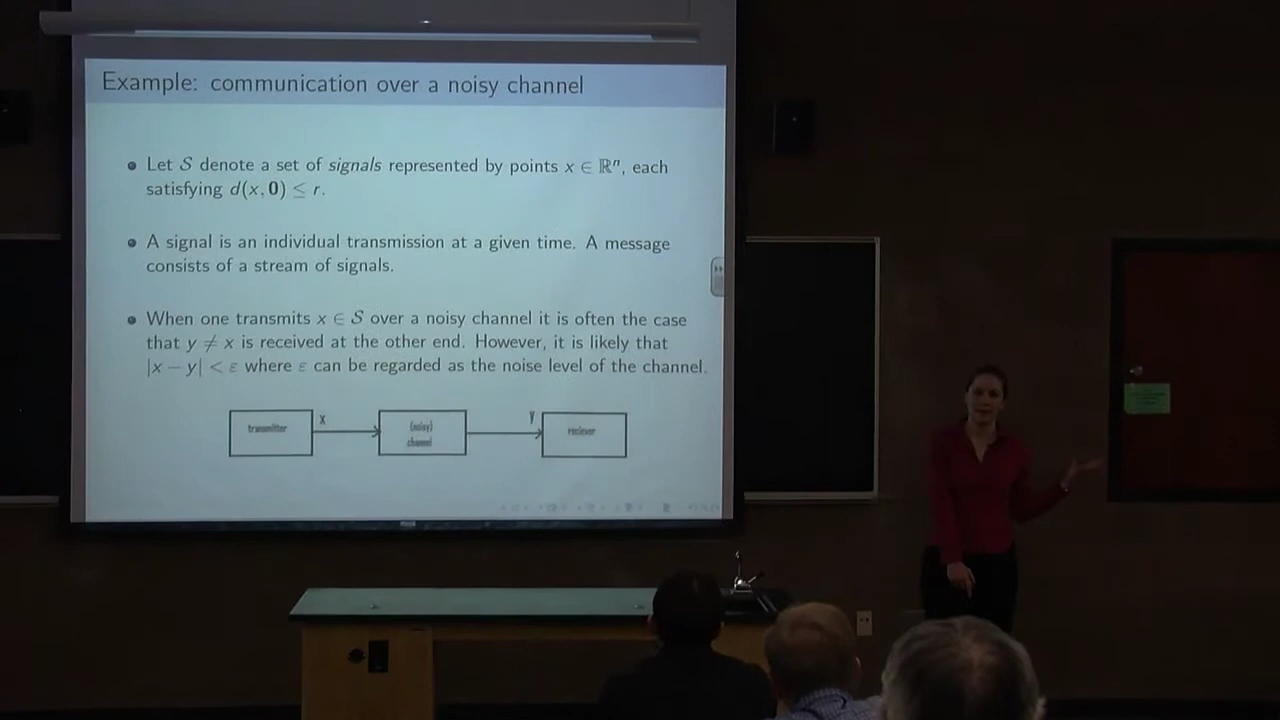 Example: communication over a noisy channel
Let S denote a set of signals represented by points x ∈ ℝⁿ, each
satisfying d(x, 0) ≤ r.
A signal is an individual transmission at a given time. A message
consists of a stream of signals.
When one transmits x ∈ S over a noisy channel it is often the case
that y ≠ x is received at the other end. However, it is likely that
|x − y| < ε where ε can be regarded as the noise level of the channel.
transmitter
x
(noisy)
channel
y
reciever